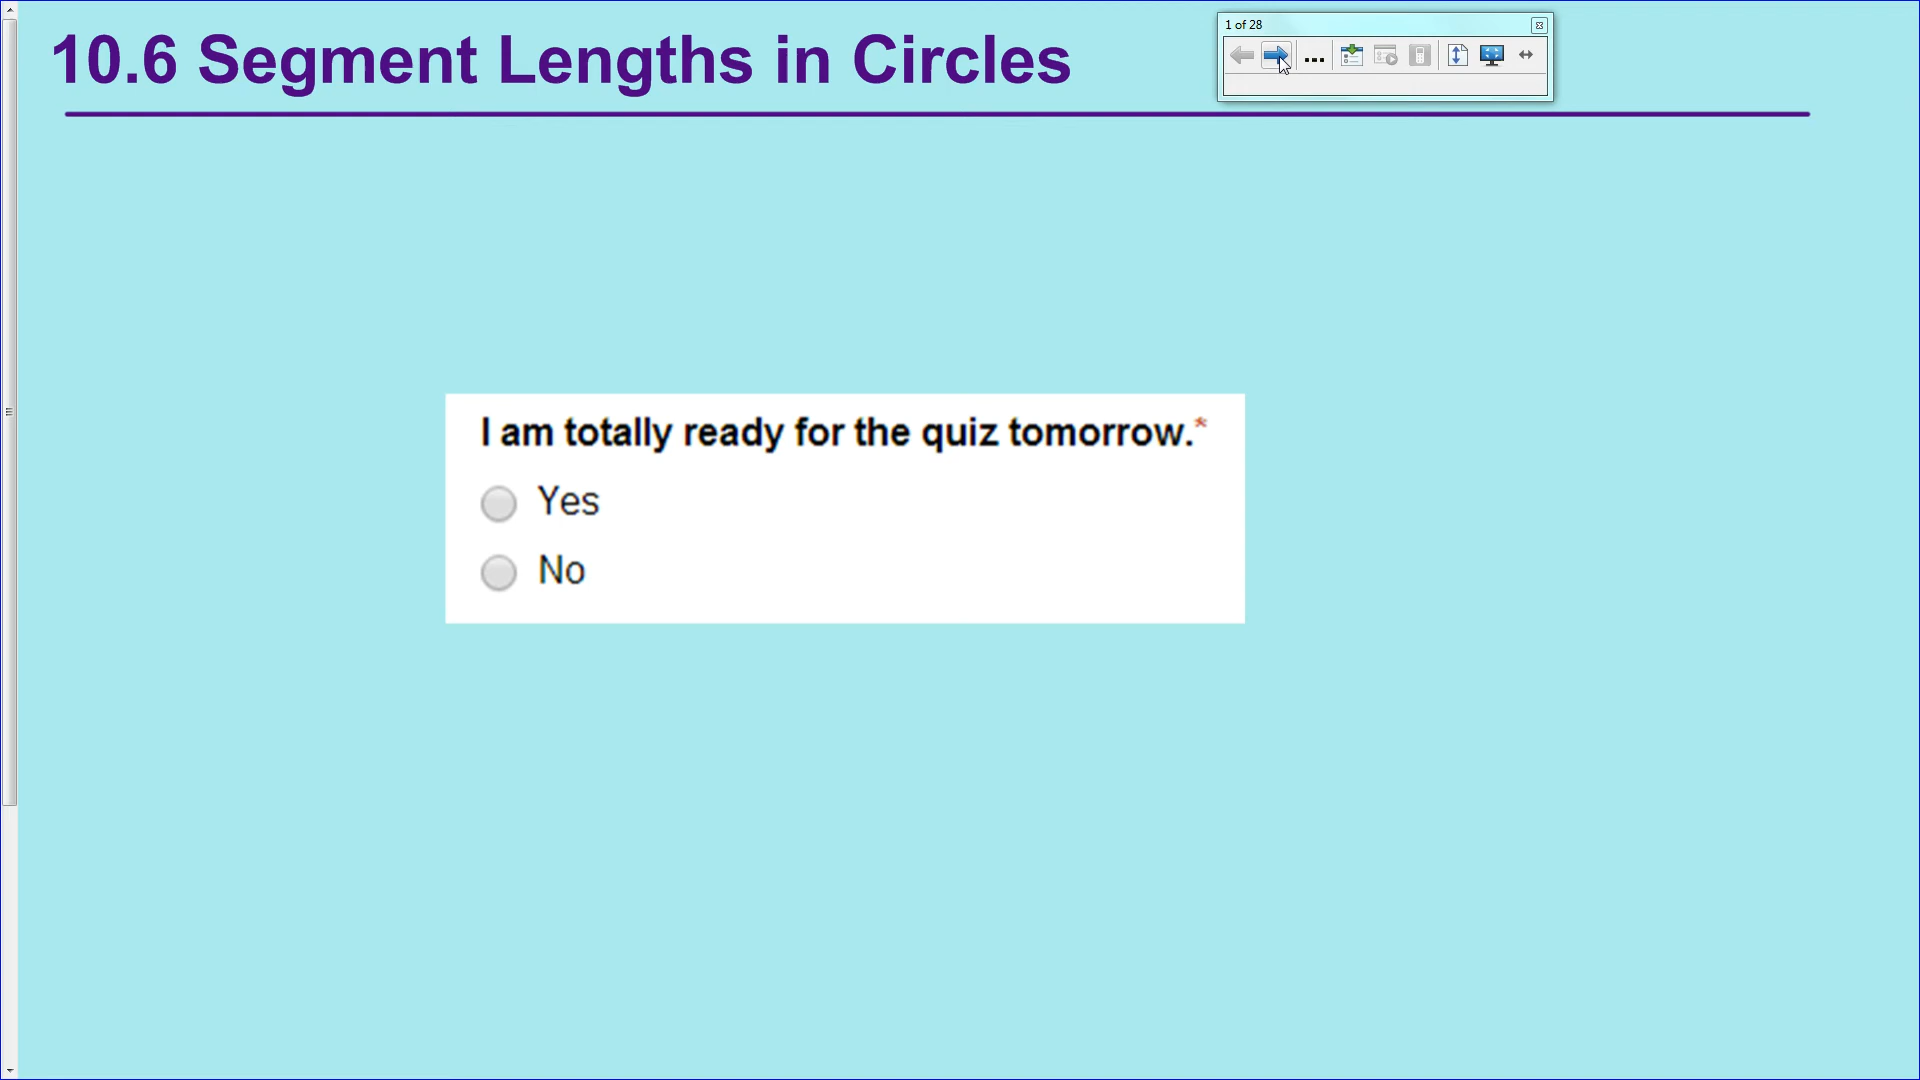 10.6 Segment Lengths in Circles
1 of 28
I am totally ready for the quiz tomorrow.*
Yes
No